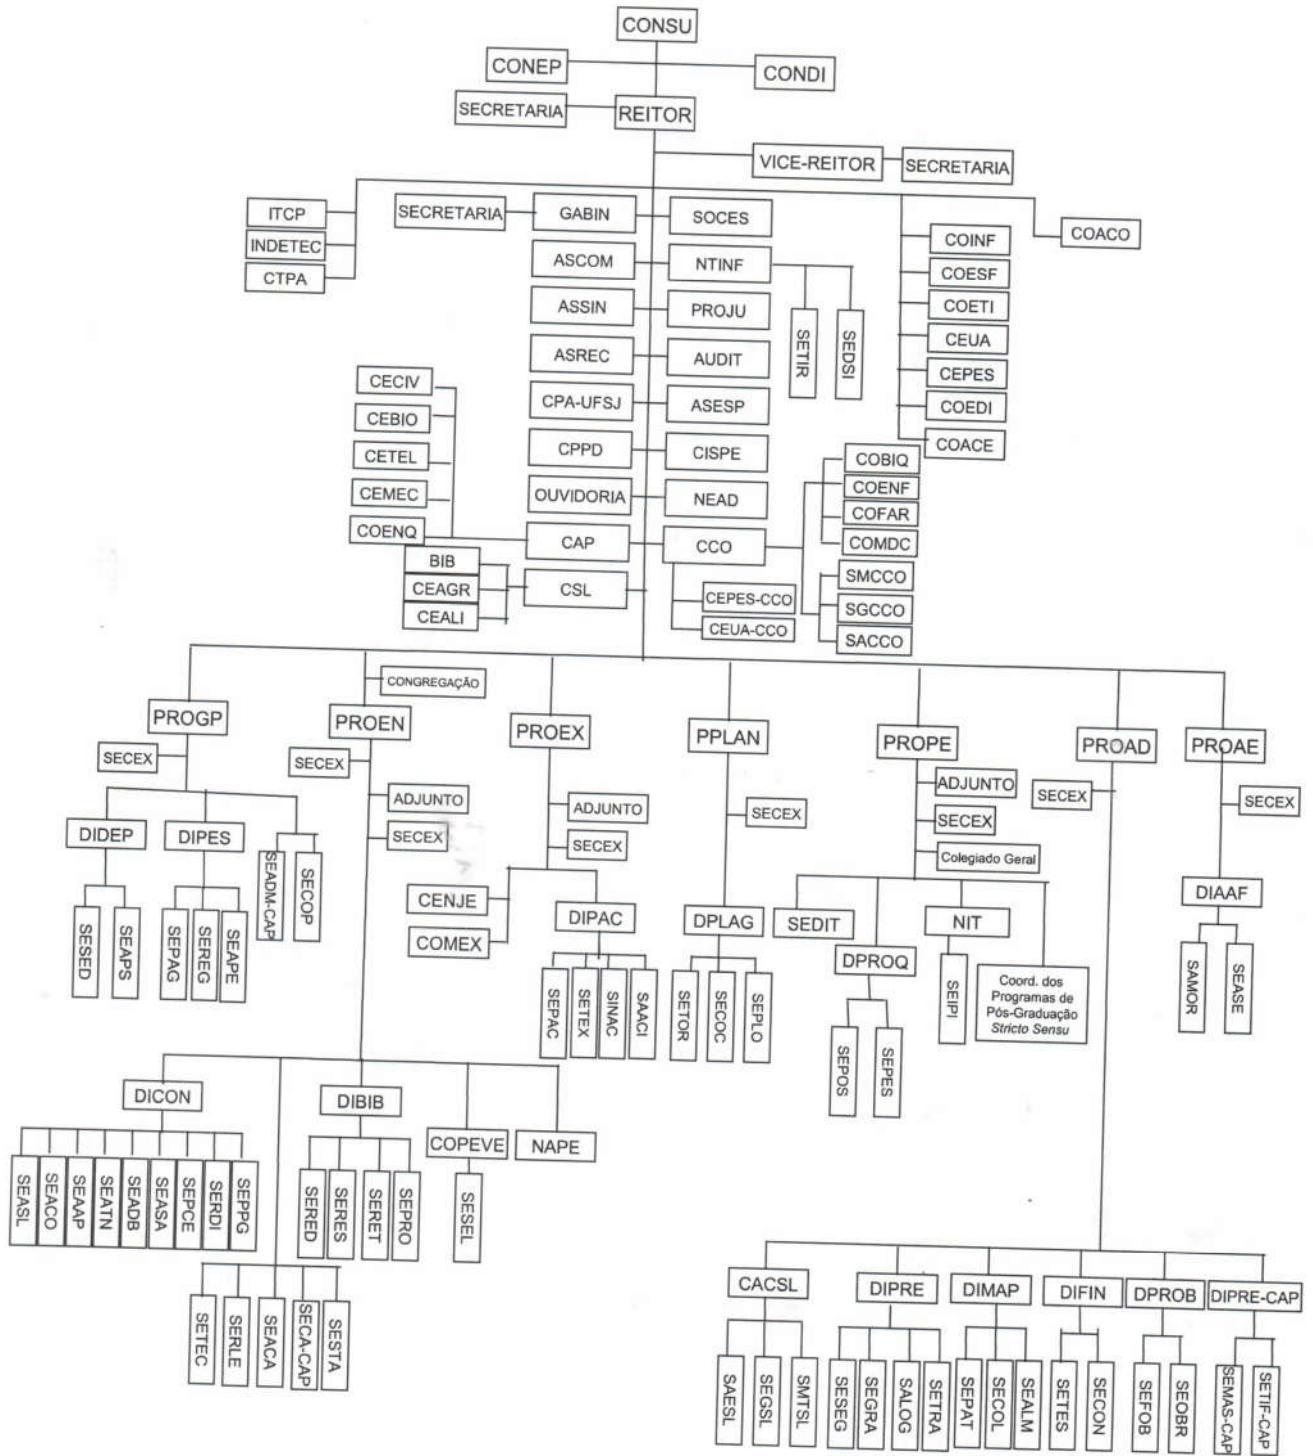 CONSU
CONEP
CONDI
SECRETARIA
REITOR
VICE-REITOR
SECRETARIA
ITCP
INDETEC
CTPA
SECRETARIA
GABIN
SOCES
COACO
ASCOM
NTINF
SETIR
SEDSI
ASSIN
PROJU
ASREC
AUDIT
CPA-UFSJ
ASESP
CPPD
CISPE
OUVIDORIA
NEAD
CAP
CCO
CSL
COINF
COESF
COETI
CEUA
CEPES
COEDI
COACE
CECIV
CEBIO
CETEL
CEMEC
COENQ
BIB
CEAGR
CEALI
COBIQ
COENF
COFAR
COMDC
SMCCO
SGCCO
SACCO
CEPES-CCO
CEUA-CCO
PROGP
SECEX
DIDEP
SESED
SEAPS
DIPES
SEPAG
SEREG
SEAPE
SEADM-CAP
SECOP
CONGREGAÇÃO
PROEN
SECEX
ADJUNTO
SECEX
PROEX
ADJUNTO
SECEX
CENJE
COMEX
DIPAC
SEPAC
SETEX
SINAC
SAACI
PPLAN
SECEX
DPLAG
SETOR
SECOC
SEPLO
PROPE
ADJUNTO
SECEX
Colegiado Geral
SEDIT
DPROQ
SEPOS
SEPES
NIT
SEIPI
Coord. dos
Programas de
Pós-Graduação
Stricto Sensu
PROAD
SECEX
PROAE
SECEX
DIAAF
SAMOR
SEASE
DICON
SEASL
SEACO
SEAAP
SEATN
SEADB
SEASA
SEPCE
SERDI
SEPPG
DIBIB
SERED
SERES
SERET
SEPRO
COPEVE
SESEL
NAPE
SETEC
SERLE
SEACA
SECA-CAP
SESTA
CACSL
SAESL
SEGSL
SMTSL
DIPRE
SESEG
SEGRA
SALOG
SETRA
DIMAP
SEPAT
SECOL
SEALM
DIFIN
SETES
SECON
DPROB
SEFOB
SEOBR
DIPRE-CAP
SEMAS-CAP
SETIF-CAP